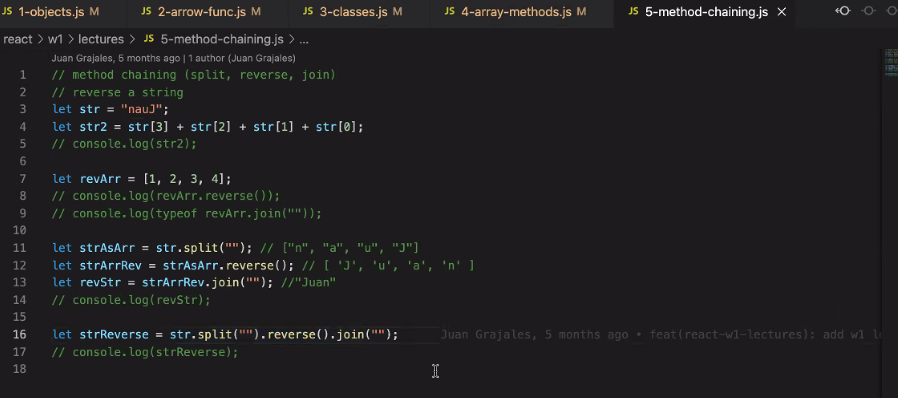 JS 1-objects.js M JS 2-arrow-func.js M JS 3-classes.js M JS 4-array-methods.js M JS 5-method-chaining.js ×
react > w1 > lectures > JS 5-method-chaining.js > ...
Juan Grajales, 5 months ago | 1 author (Juan Grajales)
1 // method chaining (split, reverse, join)
2 // reverse a string
3 let str = "nauJ";
4 let str2 = str[3] + str[2] + str[1] + str[0];
5 // console.log(str2);
6
7 let revArr = [1, 2, 3, 4];
8 // console.log(revArr.reverse());
9 // console.log(typeof revArr.join(""));
10
11 let strAsArr = str.split(""); // ["n", "a", "u", "J"]
12 let strArrRev = strAsArr.reverse(); // [ 'J', 'u', 'a', 'n' ]
13 let revStr = strArrRev.join(""); //"Juan"
14 // console.log(revStr);
15
16 let strReverse = str.split("").reverse().join(""); Juan Grajales, 5 months ago • feat(react-w1-lectures): add w1
17 // console.log(strReverse);
18